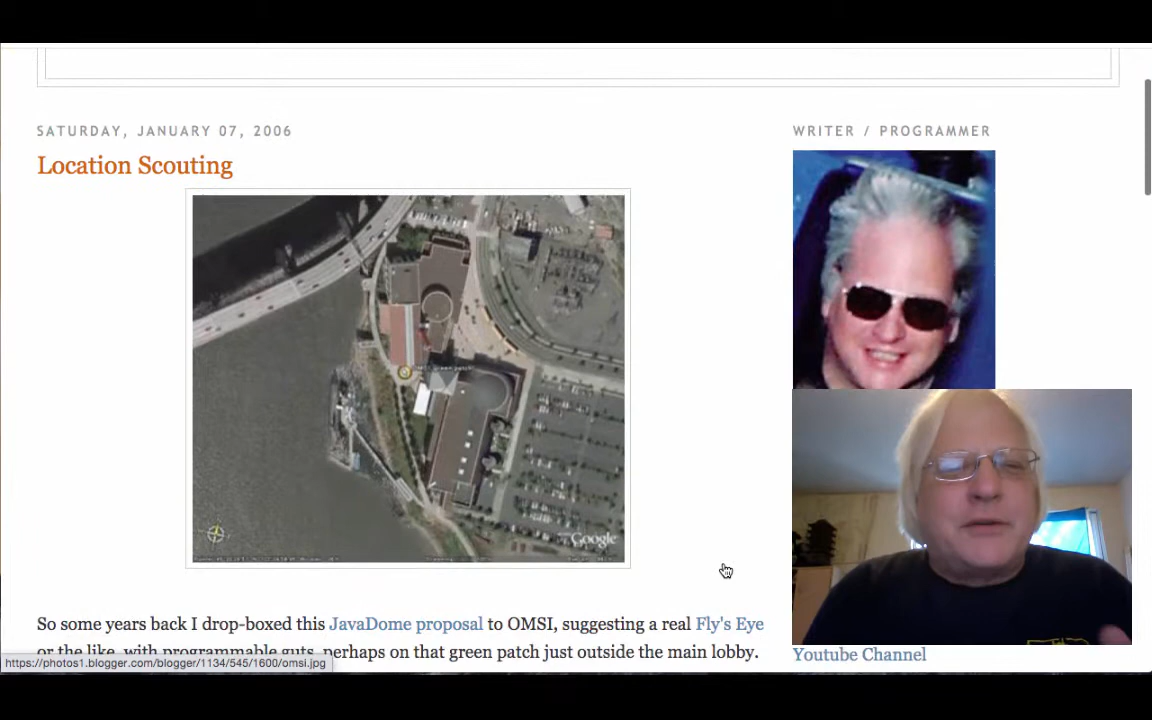 SATURDAY, JANUARY 07, 2006
Location Scouting
Google
So some years back I drop-boxed this JavaDome proposal to OMSI, suggesting a real Fly's Eye
or the like, with programmable guts, perhaps on that green patch just outside the main lobby.
https://photos1.blogger.com/blogger/1134/545/1600/omsi.jpg
WRITER / PROGRAMMER
Youtube Channel